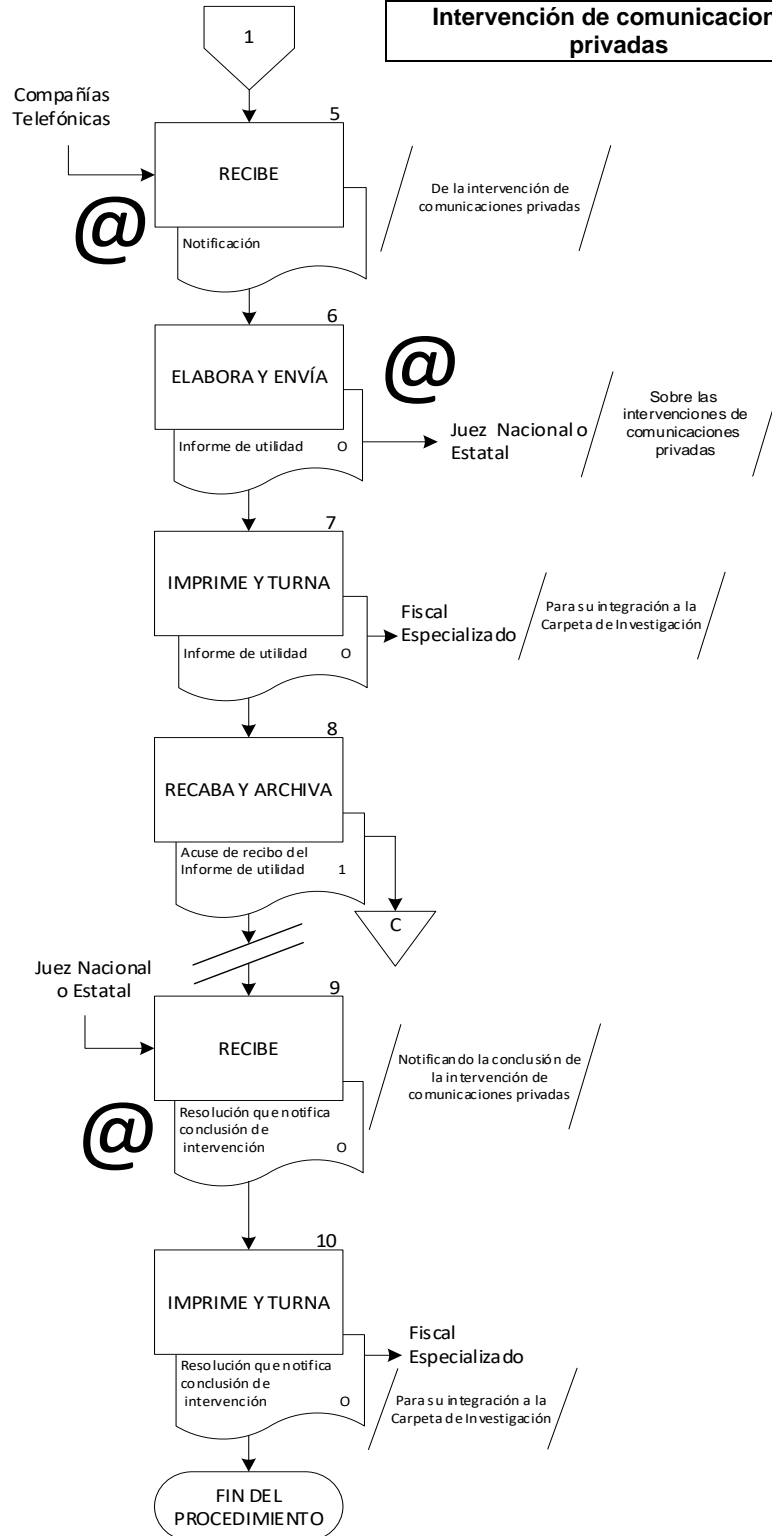 Intervención de comunicacion
privadas
1
Compañías
Telefónicas
5
RECIBE
@
Notificación
De la intervención de
comunicaciones privadas
6
ELABORA Y ENVÍA
@
Informe de utilidad O
Juez Nacional o
Estatal
Sobre las
intervenciones de
comunicaciones
privadas
7
IMPRIME Y TURNA
Informe de utilidad O
Fiscal
Especializado
Para su integración a la
Carpeta de Investigación
8
RECABA Y ARCHIVA
Acuse de recibo del
Informe de utilidad 1
C
Juez Nacional
o Estatal
9
RECIBE
@
Resolución que notifica
conclusión de
intervención O
Notificando la conclusión de
la intervención de
comunicaciones privadas
10
IMPRIME Y TURNA
Resolución que notifica
conclusión de
intervención O
Fiscal
Especializado
Para su integración a la
Carpeta de Investigación
FIN DEL
PROCEDIMIENTO